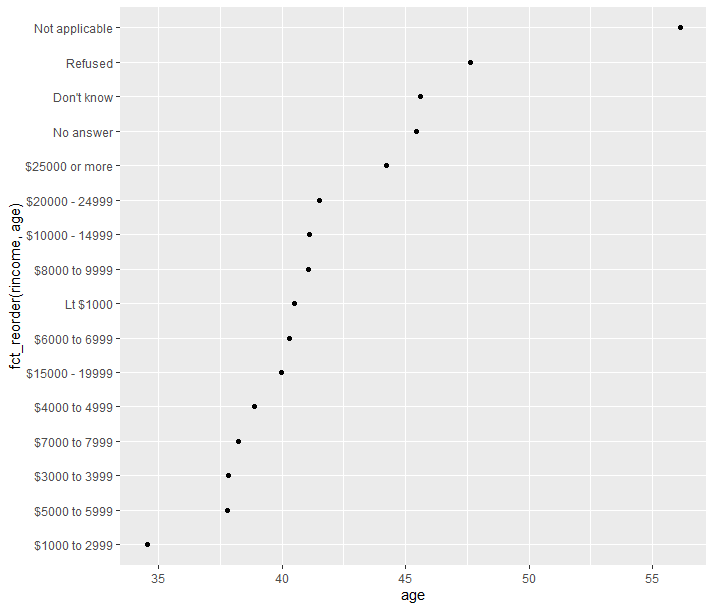 Not applicable
Refused
Don't know
No answer
$25000 or more
$20000 - 24999
$10000 - 14999
$8000 to 9999
Lt $1000
$6000 to 6999
$15000 - 19999
$4000 to 4999
$7000 to 7999
$3000 to 3999
$5000 to 5999
$1000 to 2999
fct_reorder(rincome, age)
35 40 45 50 55
age